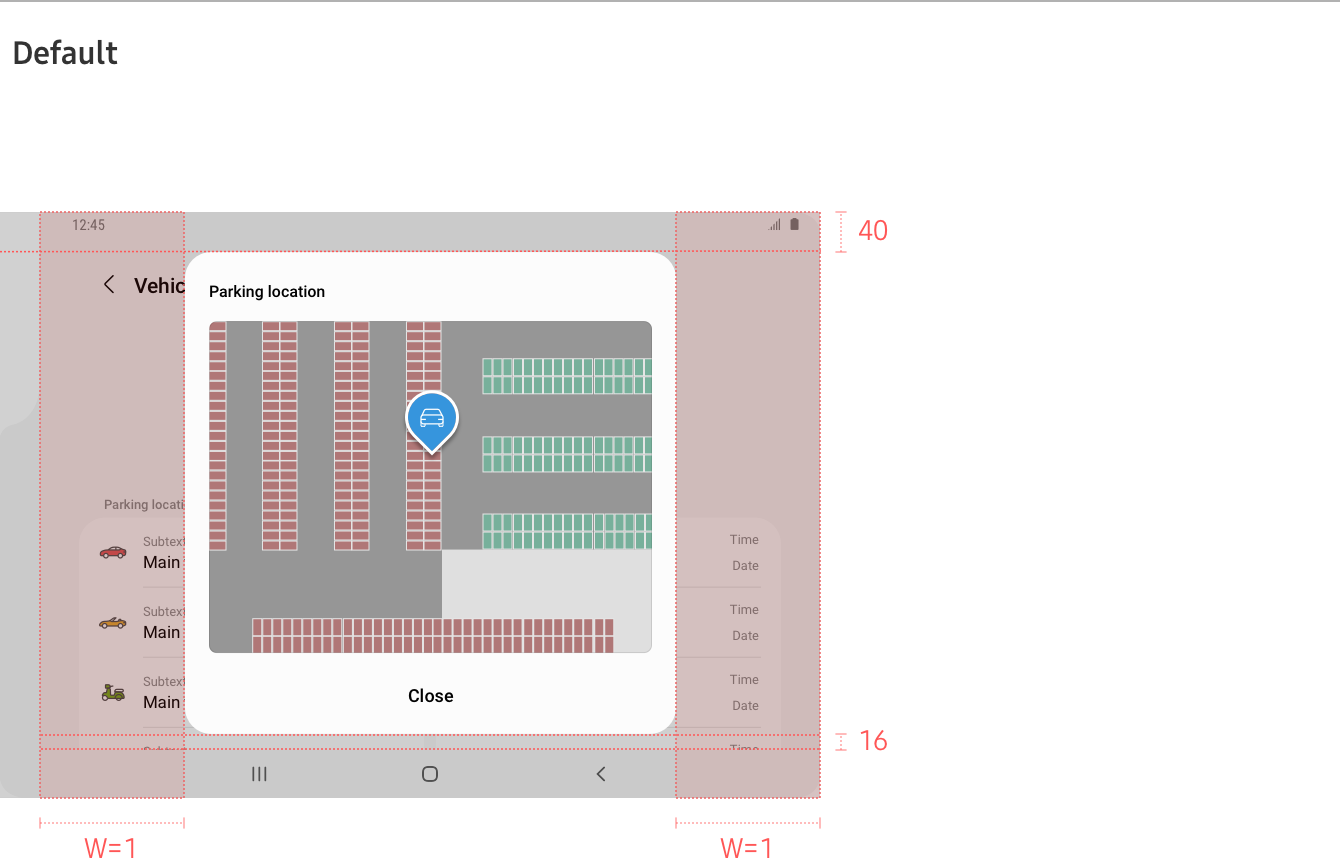 Default
12:45
40
Vehic
Parking location
Parking locati
Subtext
Main
Time
Date
Subtext
Main
Time
Date
Subtext
Main
Time
Date
Close
Time
16
W=1
W=1